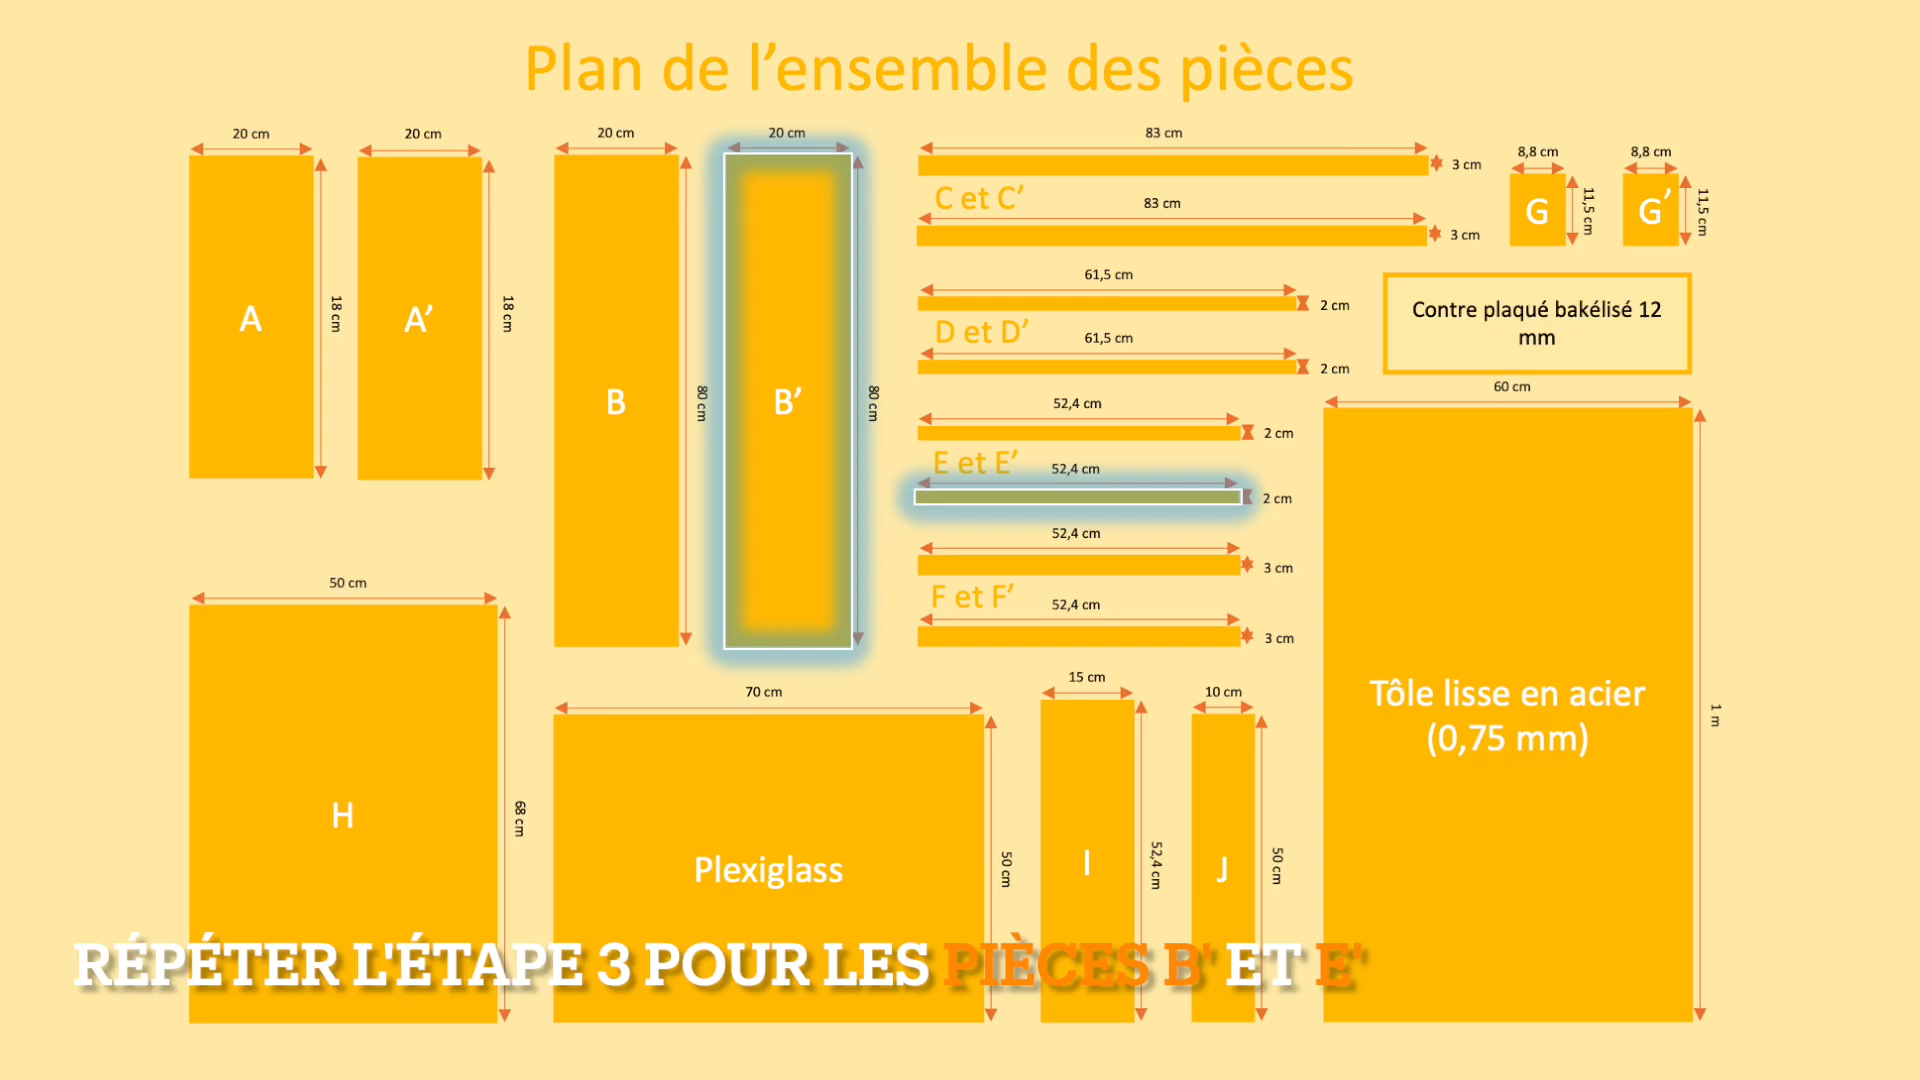 Plan de l’ensemble des pièces
20 cm
20 cm
20 cm
20 cm
83 cm
8,8 cm
8,8 cm
3 cm
C et C’
83 cm
3 cm
G
11,5 cm
G’
11,5 cm
A
18 cm
A’
18 cm
B
80 cm
B’
80 cm
61,5 cm
2 cm
D et D’
61,5 cm
2 cm
Contre plaqué bakélisé 12
mm
52,4 cm
2 cm
E et E’
52,4 cm
2 cm
52,4 cm
3 cm
F et F’
52,4 cm
3 cm
60 cm
Tôle lisse en acier
(0,75 mm)
1 m
50 cm
H
68 cm
70 cm
Plexiglass
50 cm
15 cm
I
52,4 cm
10 cm
J
50 cm
RÉPÉTER L'ÉTAPE 3 POUR LES PIÈCES B' ET E'